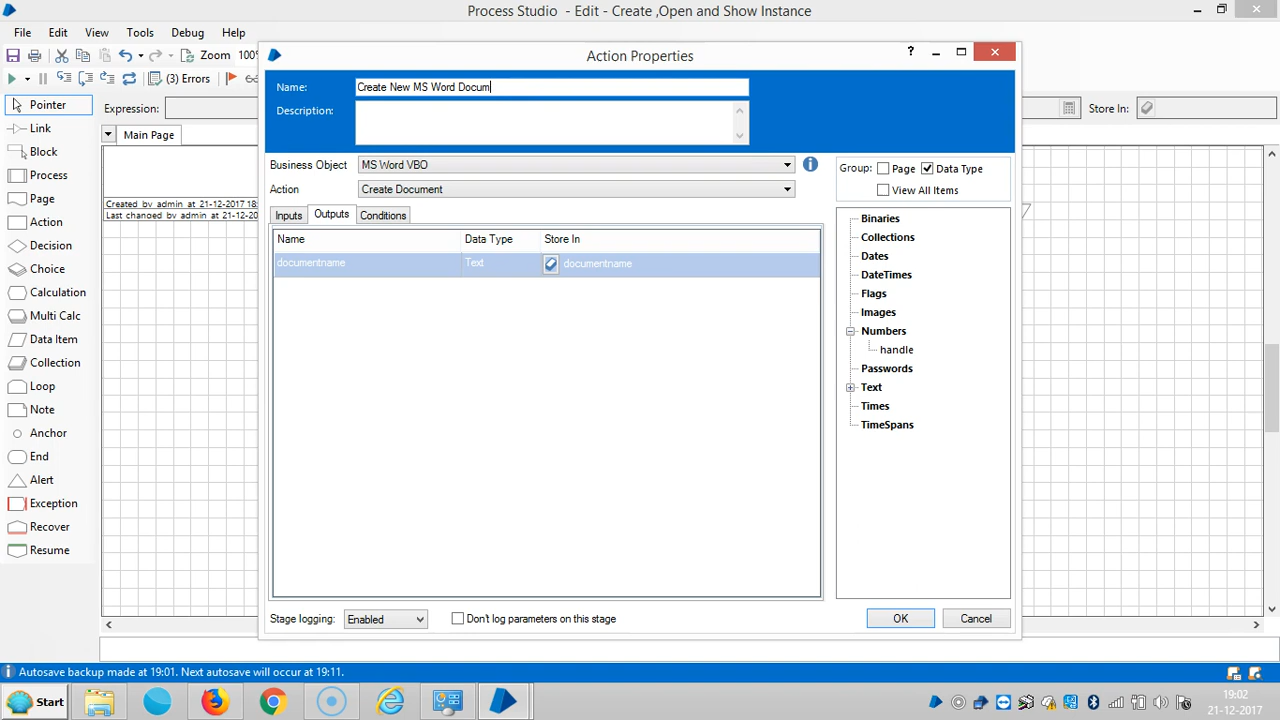 Process Studio - Edit - Create ,Open and Show Instance
File Edit View Tools Debug Help
Zoom 100%
(3) Errors
Expression:
Store In:
Main Page
Pointer
Link
Block
Process
Page
Action
Decision
Choice
Calculation
Multi Calc
Data Item
Collection
Loop
Note
Anchor
End
Alert
Exception
Recover
Resume
Created by admin at 21-12-2017 18:
Last changed by admin at 21-12-20
Action Properties
?
Name: Create New MS Word Docum
Description:
Business Object MS Word VBO
Action Create Document
Inputs Outputs Conditions
Name Data Type Store In
documentname Text documentname
Group: Page Data Type
View All Items
Binaries
Collections
Dates
DateTimes
Flags
Images
Numbers
handle
Passwords
Text
Times
TimeSpans
Stage logging: Enabled Don't log parameters on this stage
OK Cancel
Autosave backup made at 19:01. Next autosave will occur at 19:11.
Start
19:02
21-12-2017